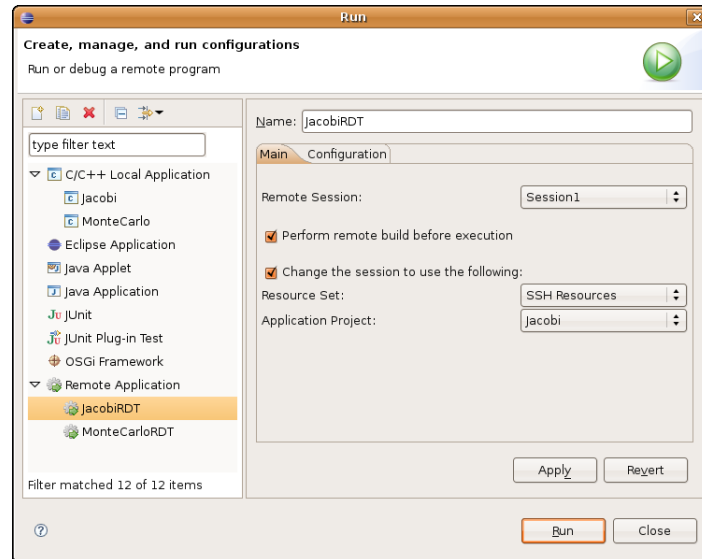 Run
Create, manage, and run configurations
Run or debug a remote program
type filter text
C/C++ Local Application
Jacobi
MonteCarlo
Eclipse Application
Java Applet
Java Application
JUnit
JUnit Plug-in Test
OSGi Framework
Remote Application
JacobiRDT
MonteCarloRDT
Filter matched 12 of 12 items
Name: JacobiRDT
Main Configuration
Remote Session: Session1
Perform remote build before execution
Change the session to use the following:
Resource Set: SSH Resources
Application Project: Jacobi
Apply Revert
Run Close